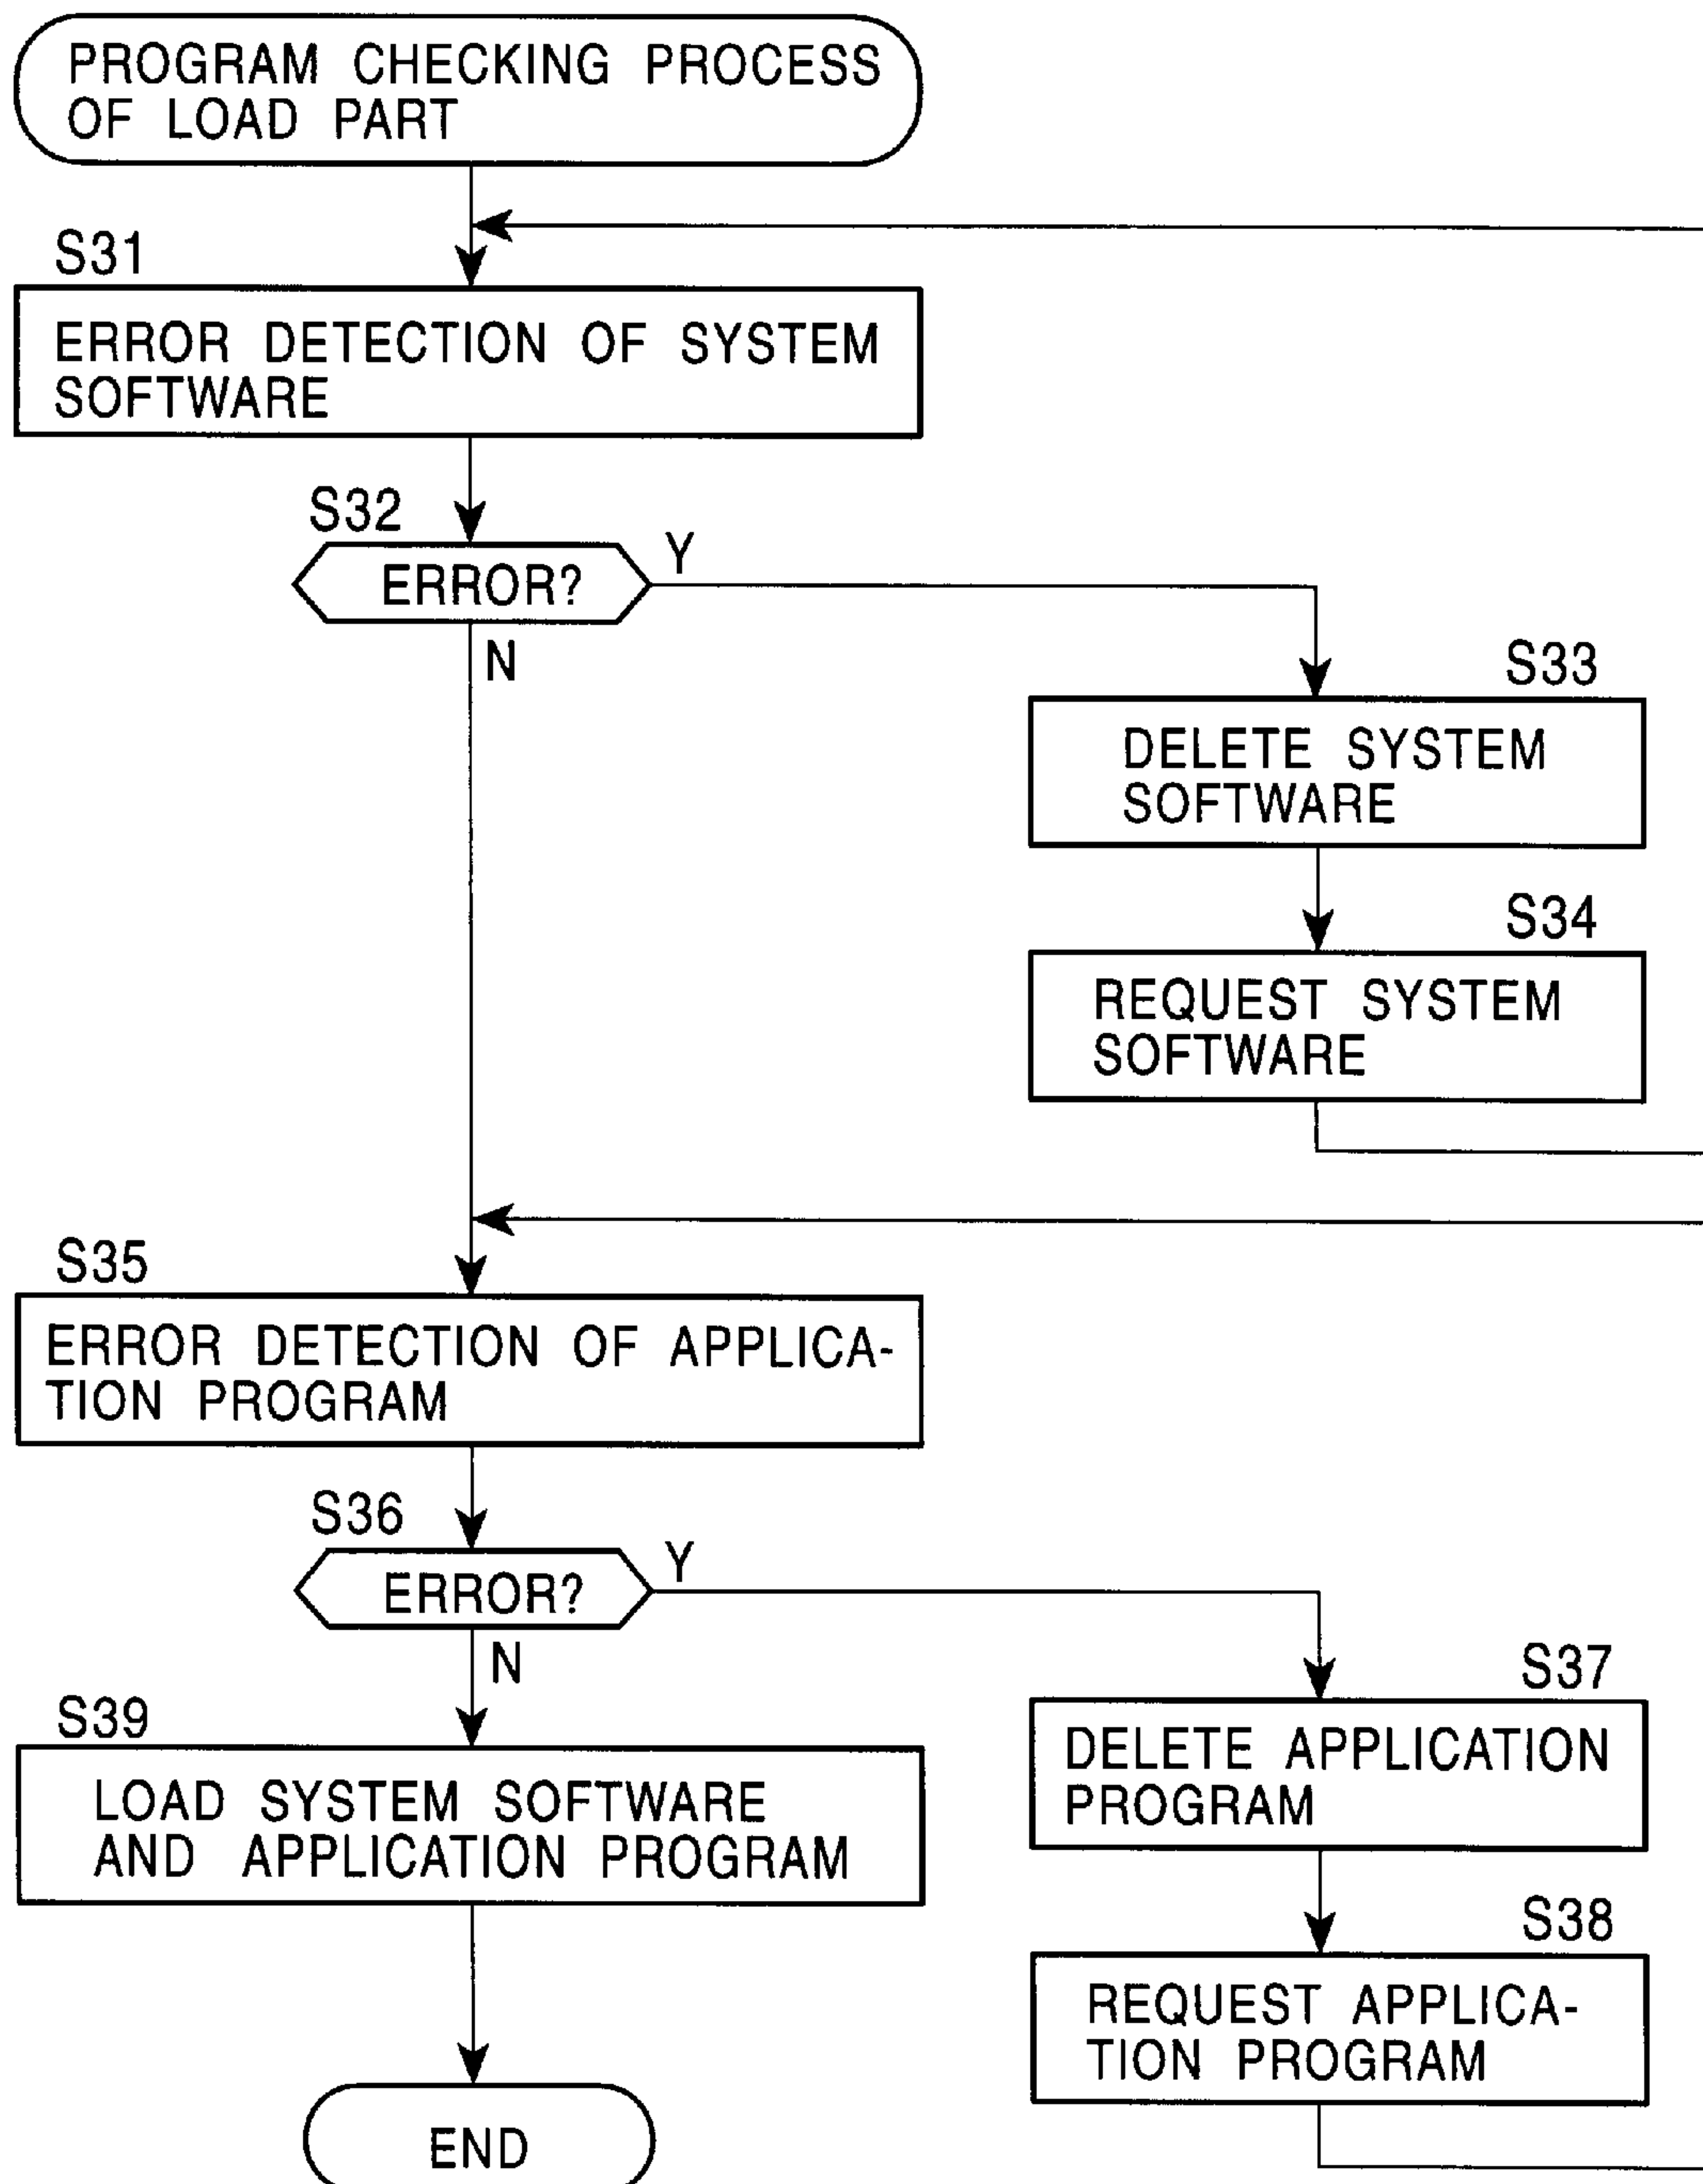 PROGRAM CHECKING PROCESS
OF LOAD PART
S31
ERROR DETECTION OF SYSTEM
SOFTWARE
S32
ERROR?
Y
N
S33
DELETE SYSTEM
SOFTWARE
S34
REQUEST SYSTEM
SOFTWARE
S35
ERROR DETECTION OF APPLICA-
TION PROGRAM
S36
ERROR?
Y
N
S37
DELETE APPLICATION
PROGRAM
S38
REQUEST APPLICA-
TION PROGRAM
S39
LOAD SYSTEM SOFTWARE
AND APPLICATION PROGRAM
END